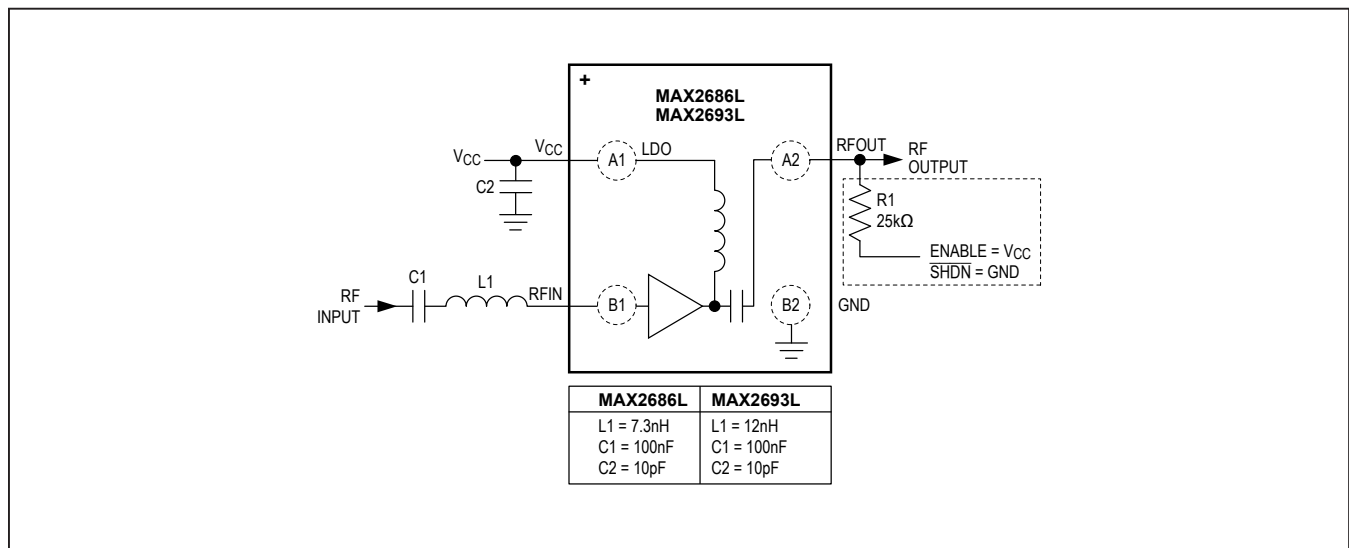 +
MAX2686L
MAX2693L
VCC
VCC
A1
LDO
A2
RFOUT
RF
OUTPUT
C2
R1
25kΩ
ENABLE = VCC
SHDN = GND
C1
L1
RFIN
RF
INPUT
B1
B2
GND
MAX2686L MAX2693L
L1 = 7.3nH L1 = 12nH
C1 = 100nF C1 = 100nF
C2 = 10pF C2 = 10pF